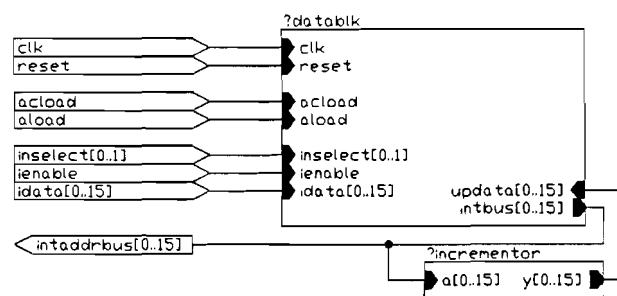 ?datablk
clk
clk
reset
reset
acload
acload
aload
aload
inselect[0..1]
inselect[0..1]
ienable
ienable
idata[0..15]
idata[0..15]
updata[0..15]
intbus[0..15]
intaddrbus[0..15]
?incrementor
a[0..15]
y[0..15]